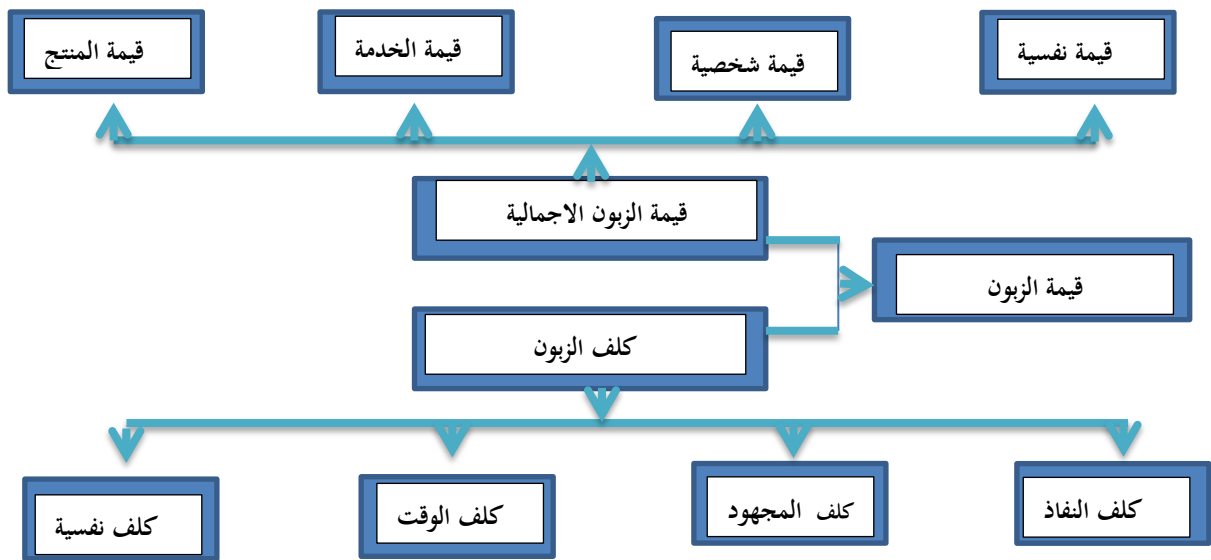 قيمة نفسية
قيمة شخصية
قيمة الخدمة
قيمة المنتج
قيمة الزبون الاجمالية
قيمة الزبون
كلف الزبون
كلف النفاذ
كلف المجهود
كلف الوقت
كلف نفسية